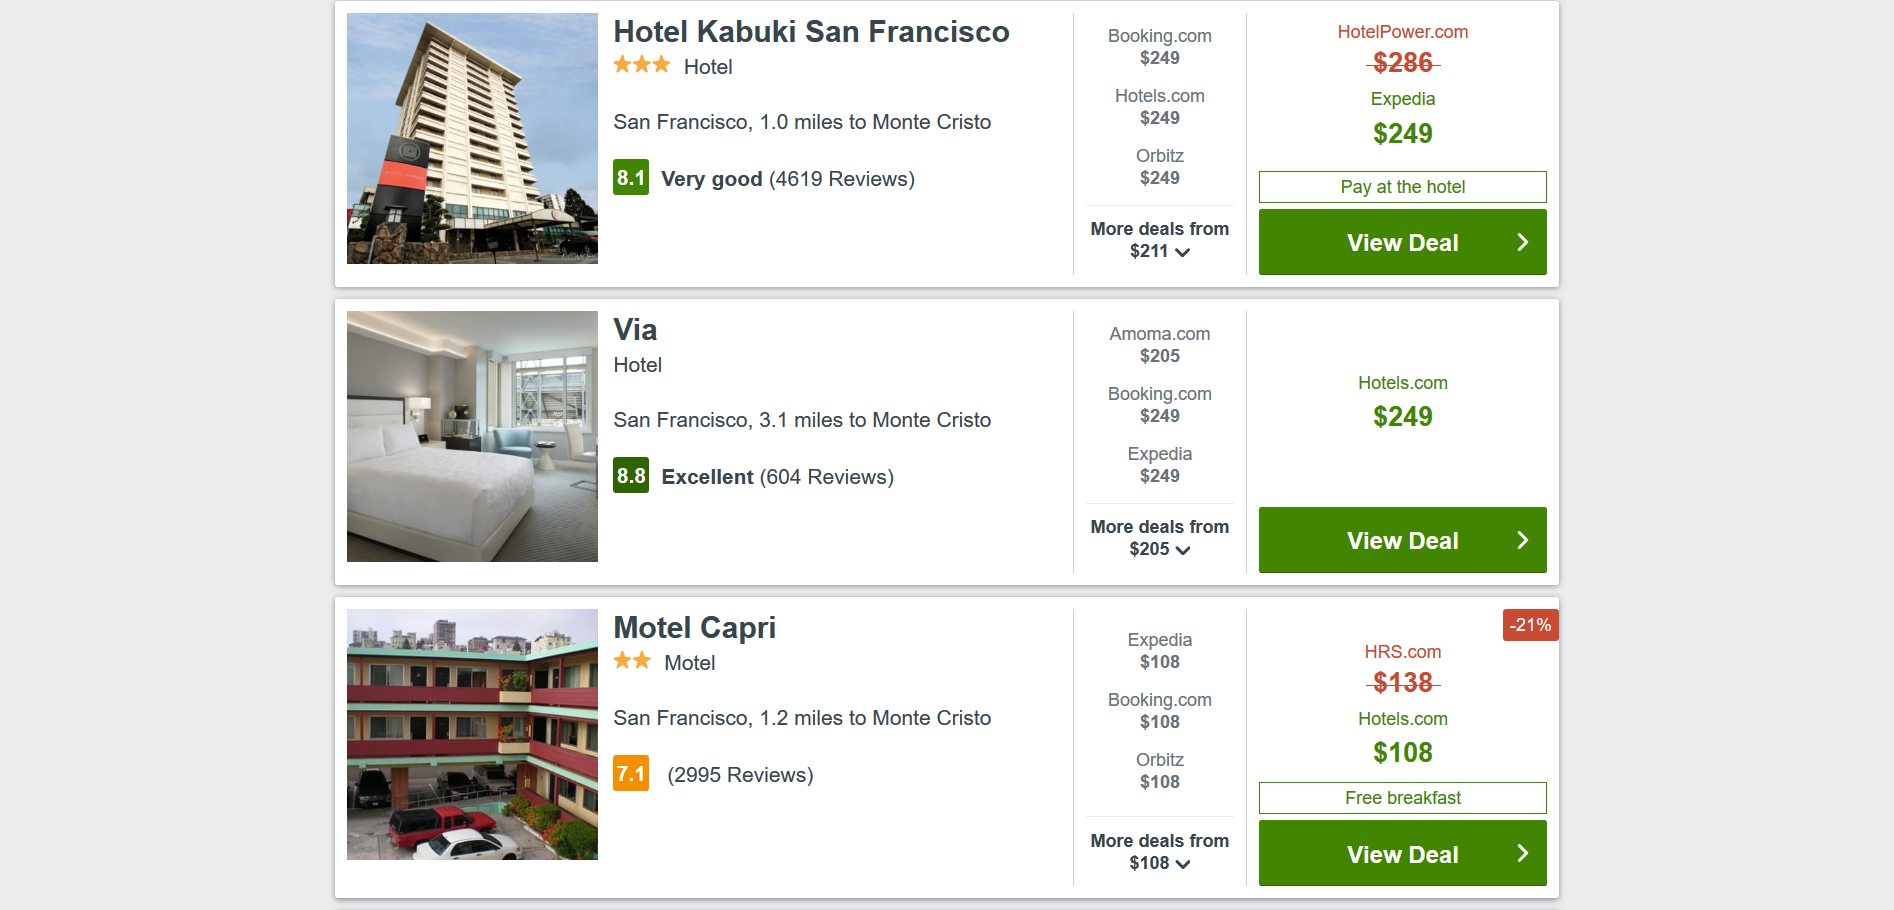 Hotel Kabuki San Francisco
Hotel
San Francisco, 1.0 miles to Monte Cristo
8.1 Very good (4619 Reviews)
Booking.com
$249
Hotels.com
$249
Orbitz
$249
More deals from
$211
HotelPower.com
$286
Expedia
$249
Pay at the hotel
View Deal
Via
Hotel
San Francisco, 3.1 miles to Monte Cristo
8.8 Excellent (604 Reviews)
Amoma.com
$205
Booking.com
$249
Expedia
$249
More deals from
$205
Hotels.com
$249
View Deal
Motel Capri
Motel
San Francisco, 1.2 miles to Monte Cristo
7.1 (2995 Reviews)
Expedia
$108
Booking.com
$108
Orbitz
$108
More deals from
$108
-21%
HRS.com
$138
Hotels.com
$108
Free breakfast
View Deal